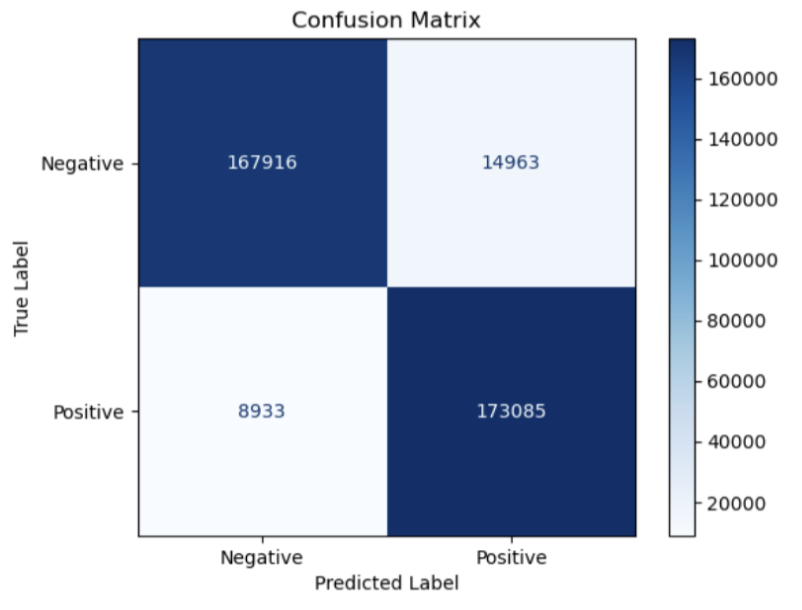 Confusion Matrix
Negative
167916
14963
Positive
8933
173085
True Label
Negative
Positive
Predicted Label
160000
140000
120000
100000
80000
60000
40000
20000